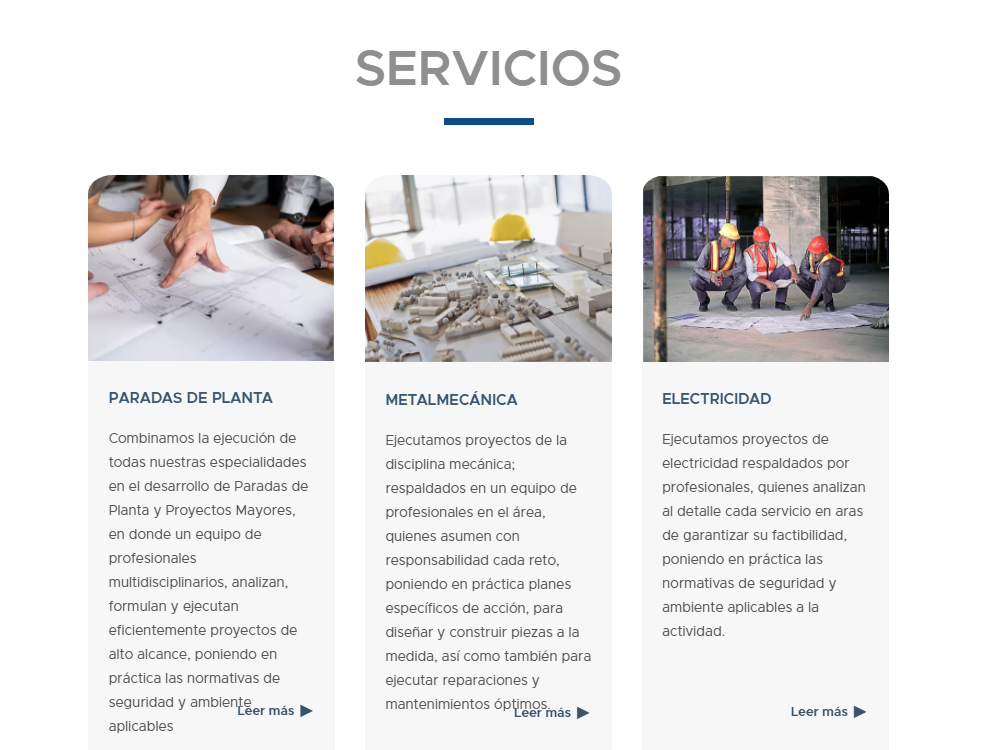 SERVICIOS
PARADAS DE PLANTA
Combinamos la ejecución de
todas nuestras especialidades
en el desarrollo de Paradas de
Planta y Proyectos Mayores,
en donde un equipo de
profesionales
multidisciplinarios, analizan,
formulan y ejecutan
eficientemente proyectos de
alto alcance, poniendo en
práctica las normativas de
seguridad y ambiente
aplicables
Leer más ▶
METALMECÁNICA
Ejecutamos proyectos de la
disciplina mecánica;
respaldados en un equipo de
profesionales en el área,
quienes asumen con
responsabilidad cada reto,
poniendo en práctica planes
específicos de acción, para
diseñar y construir piezas a la
medida, así como también para
ejecutar reparaciones y
mantenimientos óptimos.
Leer más ▶
ELECTRICIDAD
Ejecutamos proyectos de
electricidad respaldados por
profesionales, quienes analizan
al detalle cada servicio en aras
de garantizar su factibilidad,
poniendo en práctica las
normativas de seguridad y
ambiente aplicables a la
actividad.
Leer más ▶